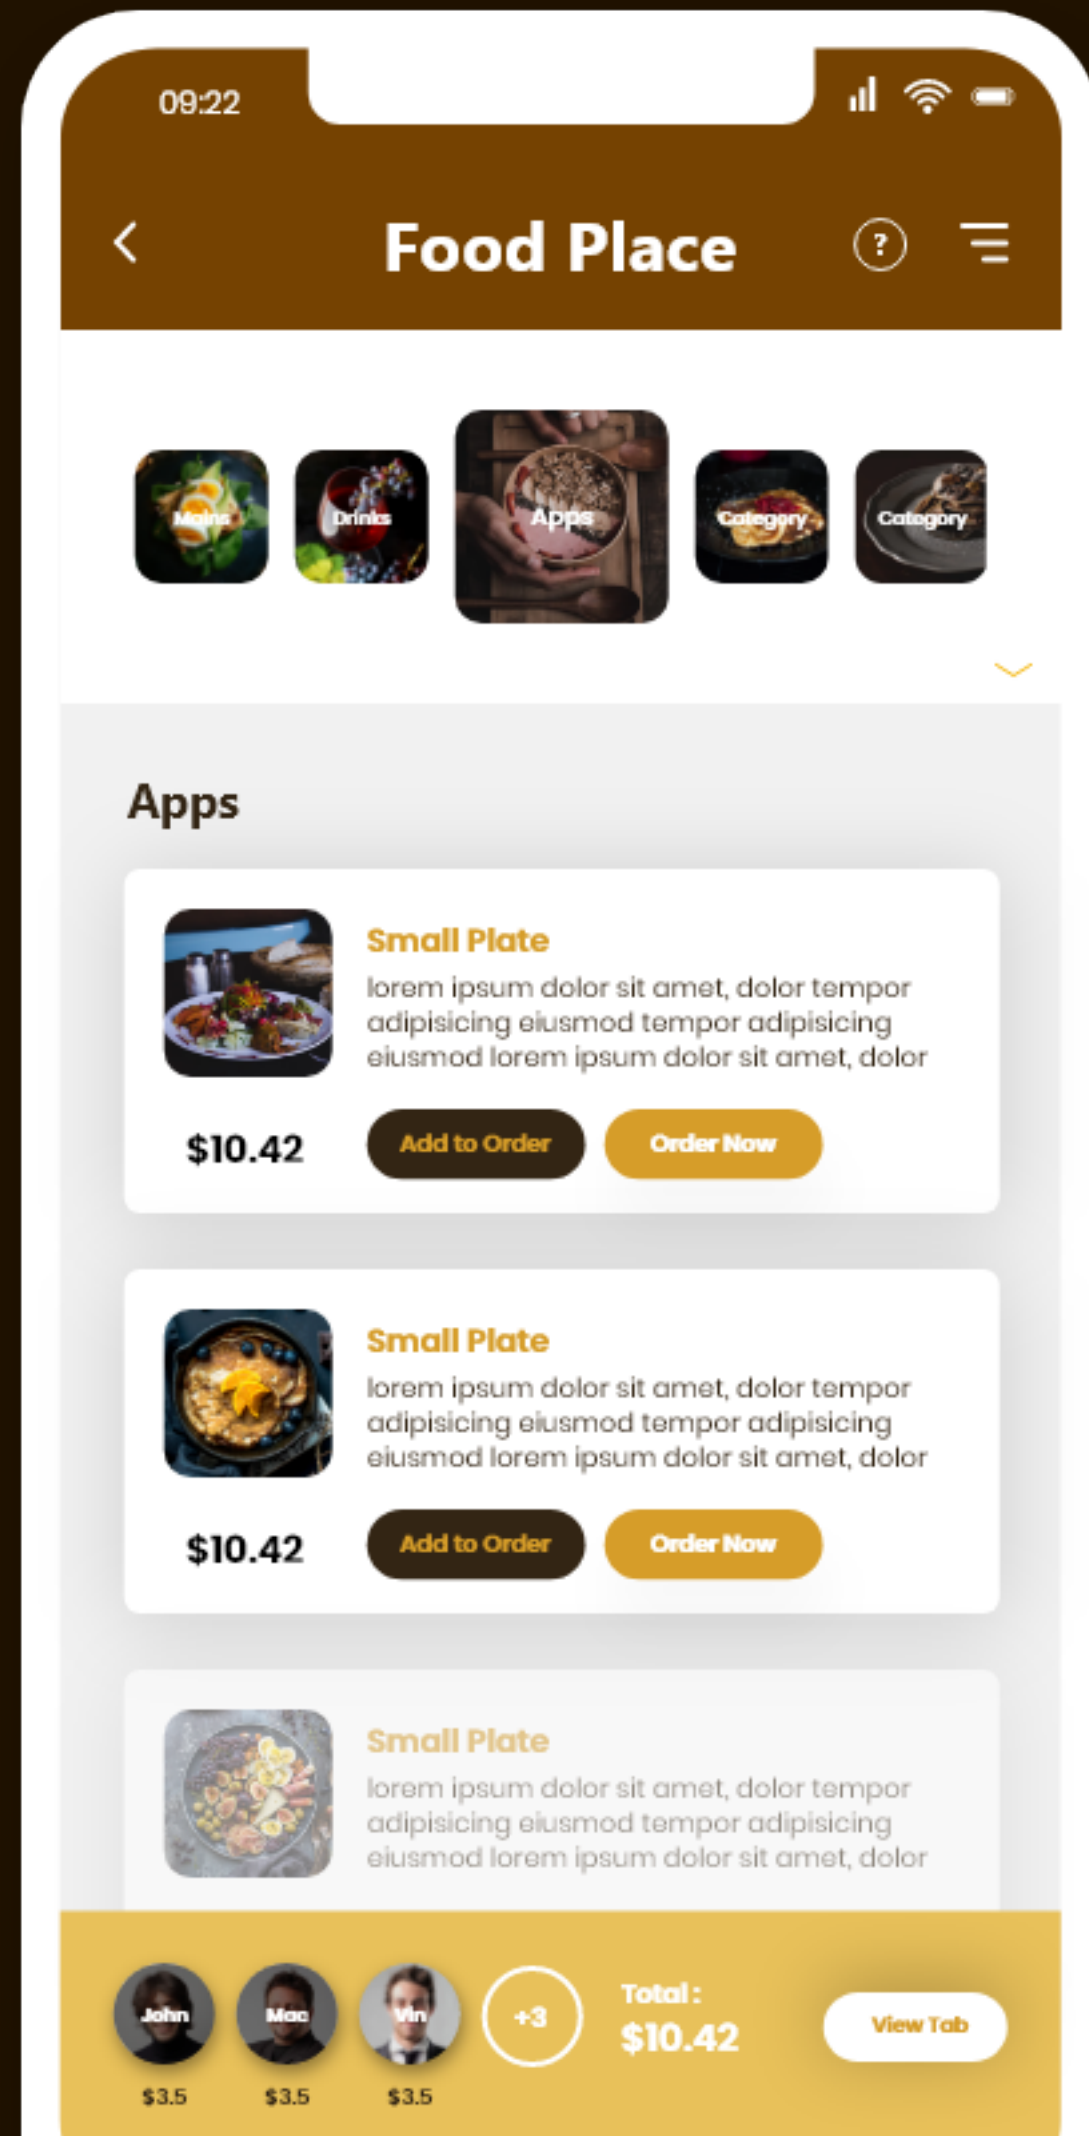 09:22
Food Place
?
Mains
Drinks
Apps
Category
Category
Apps
Small Plate
lorem ipsum dolor sit amet, dolor tempor
adipisicing eiusmod tempor adipisicing
eiusmod lorem ipsum dolor sit amet, dolor
$10.42
Add to Order
Order Now
Small Plate
lorem ipsum dolor sit amet, dolor tempor
adipisicing eiusmod tempor adipisicing
eiusmod lorem ipsum dolor sit amet, dolor
$10.42
Add to Order
Order Now
Small Plate
lorem ipsum dolor sit amet, dolor tempor
adipisicing eiusmod tempor adipisicing
eiusmod lorem ipsum dolor sit amet, dolor
John
Mac
Vin
+3
$3.5
$3.5
$3.5
Total :
$10.42
View Tab